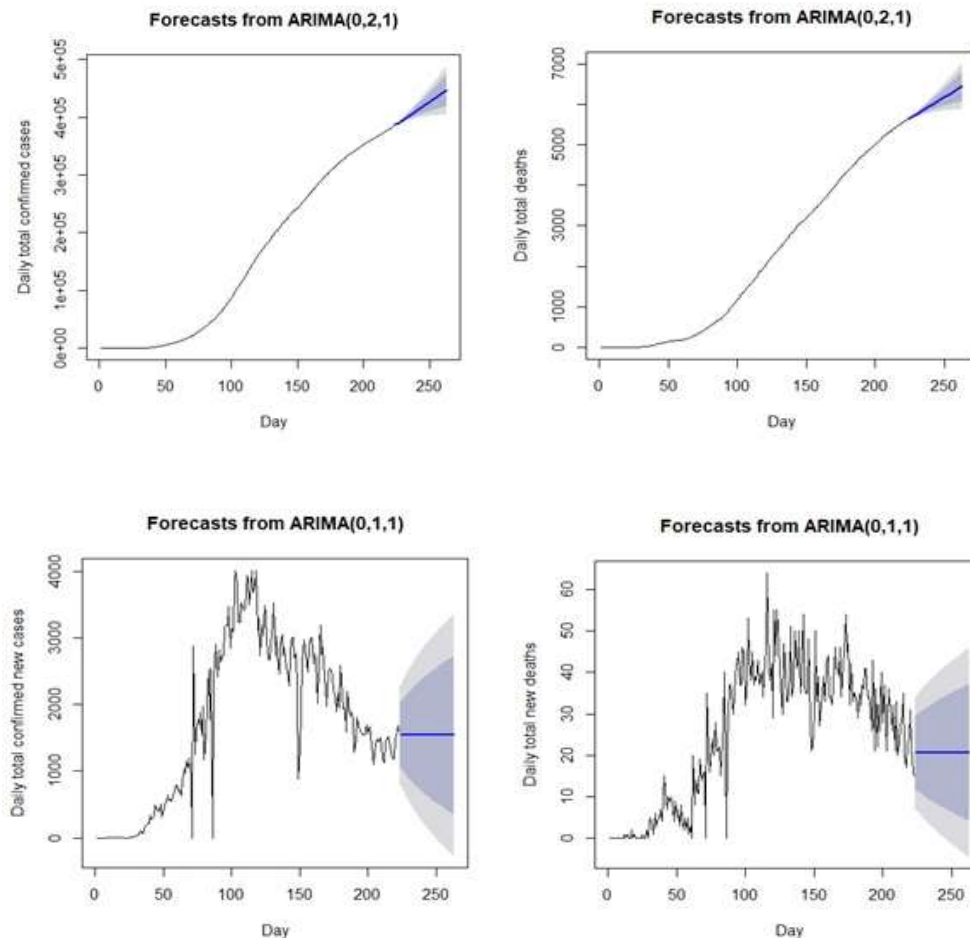 Forecasts from ARIMA(0,2,1)
Daily total confirmed cases
0e+00 1e+05 2e+05 3e+05 4e+05 5e+05
0 50 100 150 200 250
Day
Forecasts from ARIMA(0,2,1)
Daily total deaths
0 1000 3000 5000 7000
0 50 100 150 200 250
Day
Forecasts from ARIMA(0,1,1)
Daily total confirmed new cases
0 1000 2000 3000 4000
0 50 100 150 200 250
Day
Forecasts from ARIMA(0,1,1)
Daily total new deaths
0 10 20 30 40 50 60
0 50 100 150 200 250
Day